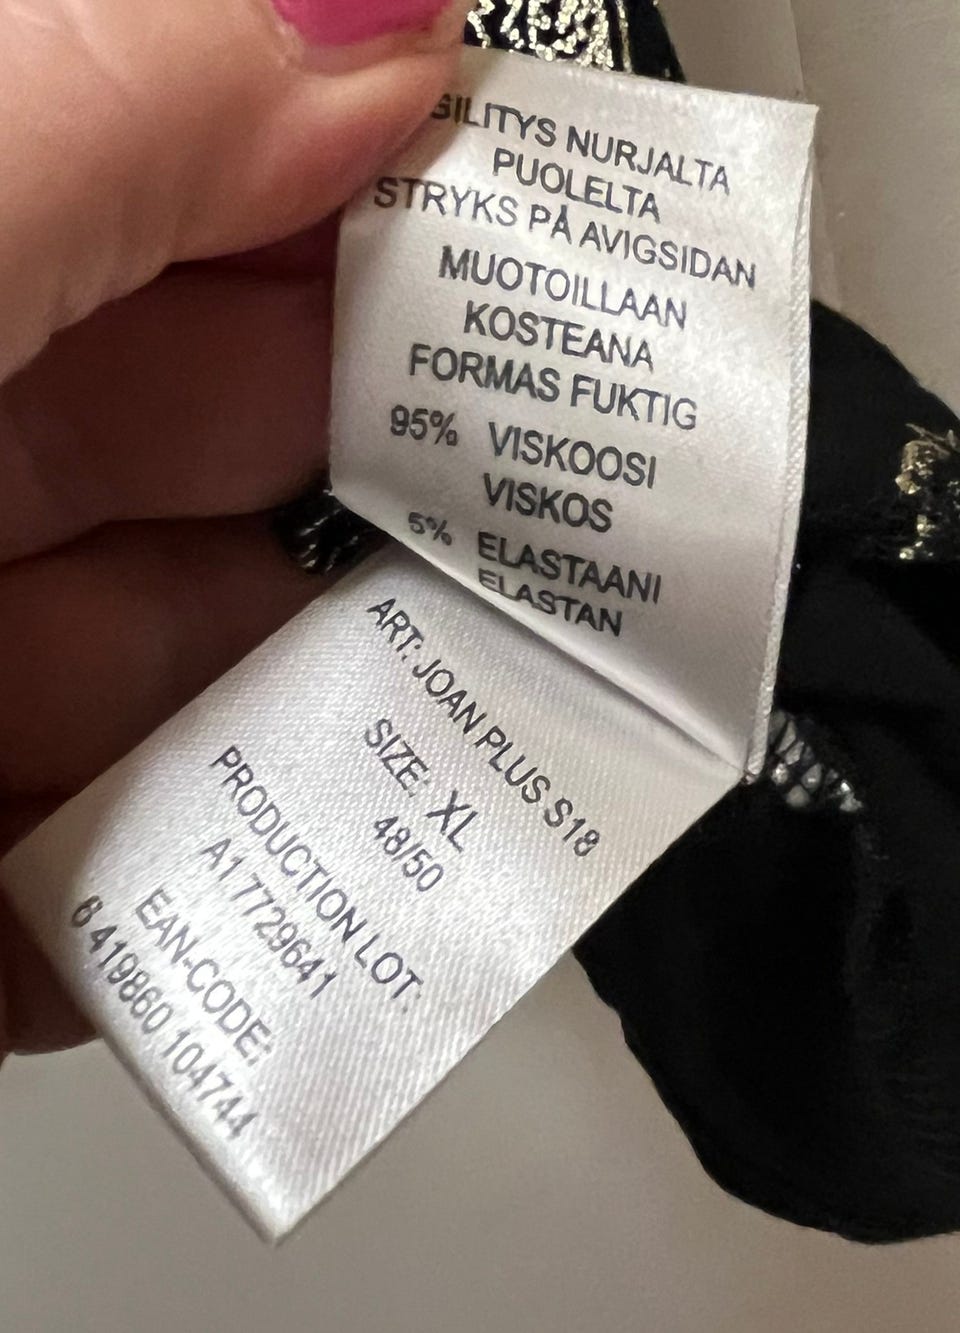 SILITYS NURJALTA
PUOLELTA
STRYKS PÅ AVIGSIDAN
MUOTOILLAAN
KOSTEANA
FORMAS FUKTIG
95% VISKOOSI
VISKOS
5% ELASTAANI
ELASTAN
ART: JOAN PLUS S18
SIZE: XL
48/50
PRODUCTION LOT:
A1 7729641
EAN-CODE:
6 419860 104744